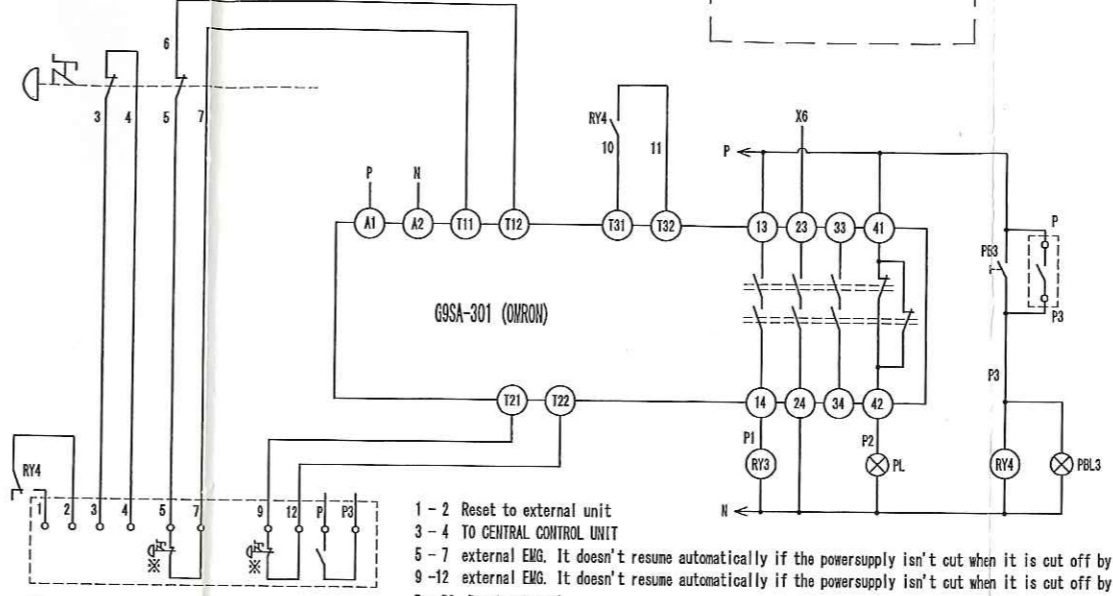 6
3
4
5
7
RY4
10
11
X6
P
P
N
A1
A2
T11
T12
T31
T32
13
23
33
41
PB3
P
P3
G9SA-301 (OMRON)
P3
T21
T22
14
24
34
42
P1
P2
RY3
PL
RY4
PBL3
N
RY4
1
2
3
4
5
7
9
12
P
P3
※
※
1 - 2 Reset to external unit
3 - 4 TO CENTRAL CONTROL UNIT
5 - 7 external EMG. It doesn't resume automatically if the powersupply isn't cut when it is cut off by
9 -12 external EMG. It doesn't resume automatically if the powersupply isn't cut when it is cut off by